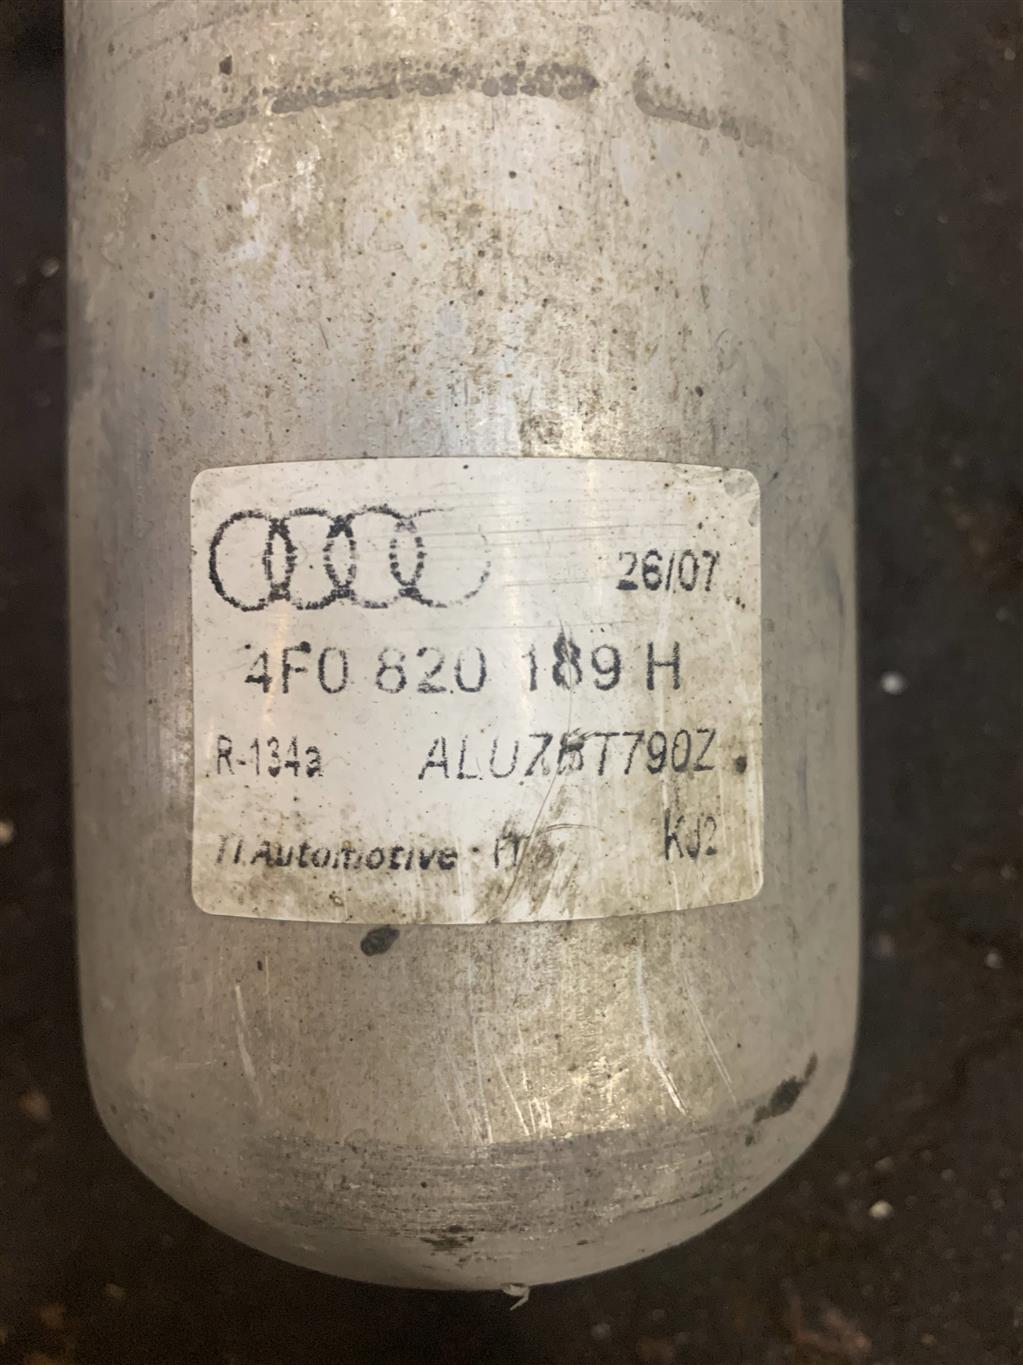 26/07
4F0 820 189 H
R-134a
TI Automotive
KJ2